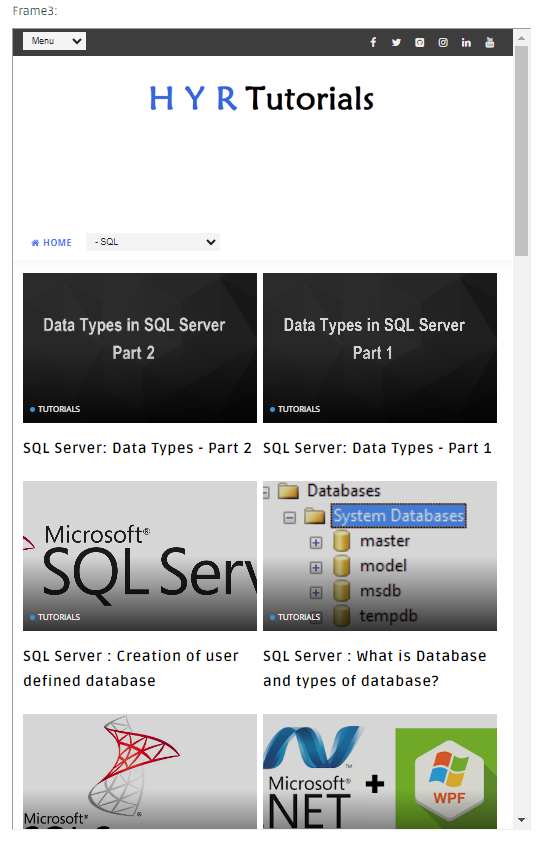 Frame3:
Menu
H Y R Tutorials
HOME
- SQL
Data Types in SQL Server
Part 2
TUTORIALS
Data Types in SQL Server
Part 1
TUTORIALS
SQL Server: Data Types - Part 2
SQL Server: Data Types - Part 1
Microsoft®
SQL Serv
TUTORIALS
Databases
System Databases
master
model
msdb
tempdb
TUTORIALS
SQL Server : Creation of user
defined database
SQL Server : What is Database
and types of database?
Microsoft®
Microsoft®
.NET
+
WPF